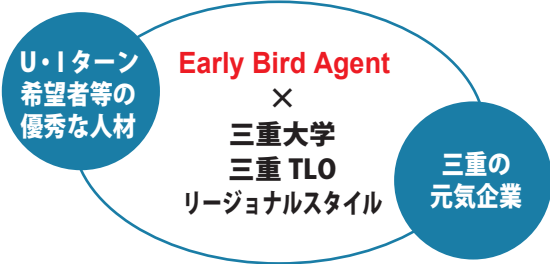 U・Iターン
希望者等の
優秀な人材
Early Bird Agent
×
三重大学
三重 TLO
リージョナルスタイル
三重の
元気企業